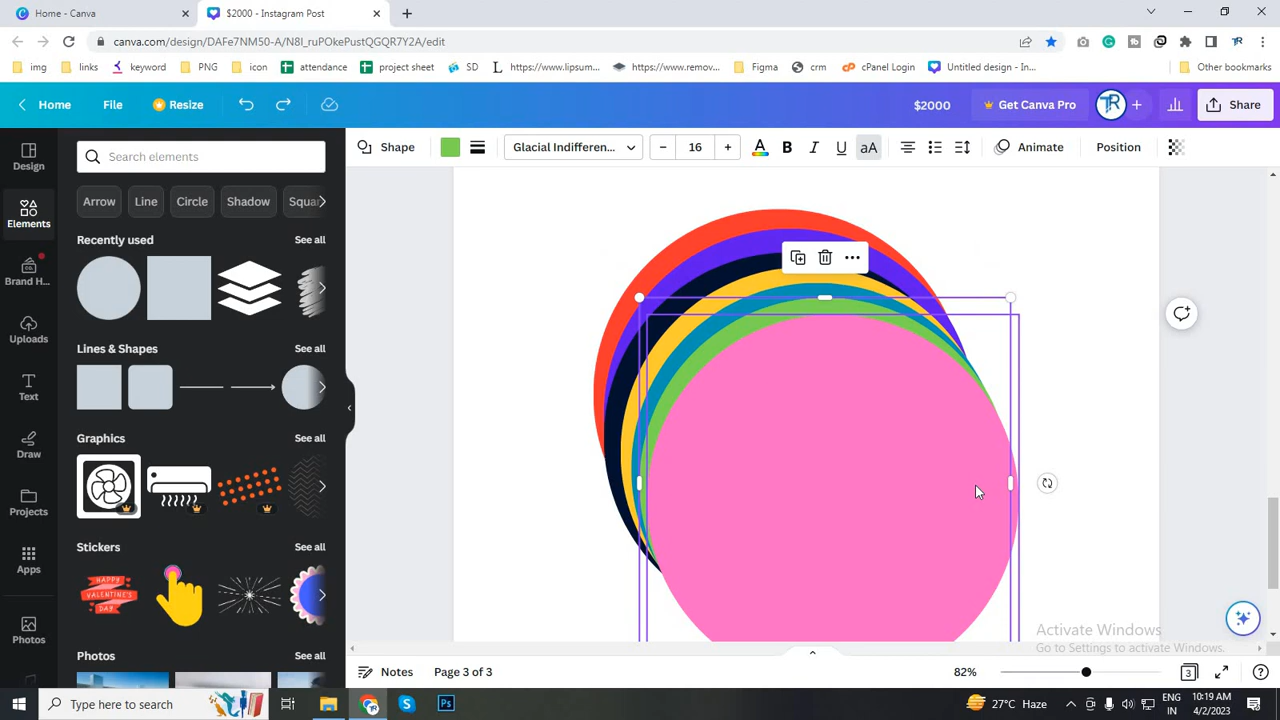 Home - Canva
$2000 - Instagram Post
canva.com/design/DAFe7NM50-A/N8I_ruPOkePustQGQR7Y2A/edit
img
links
keyword
PNG
icon
attendance
project sheet
SD
https://www.lipsum...
https://www.remov...
Figma
crm
cPanel Login
Untitled design - In...
Other bookmarks
Home
File
Resize
$2000
Get Canva Pro
TR
Share
Shape
Glacial Indifferen...
16
A
B
I
U
aA
Animate
Position
Design
Elements
Brand H...
Uploads
Text
Draw
Projects
Apps
Photos
Search elements
Arrow
Line
Circle
Shadow
Squar
Recently used
See all
Lines & Shapes
See all
Graphics
See all
Stickers
See all
HAPPY
VALENTINE'S
DAY
Photos
See all
Activate Windows
Go to Settings to activate Windows.
Notes
Page 3 of 3
82%
3
Type here to search
27°C Haze
ENG
IN
10:19 AM
4/2/2023